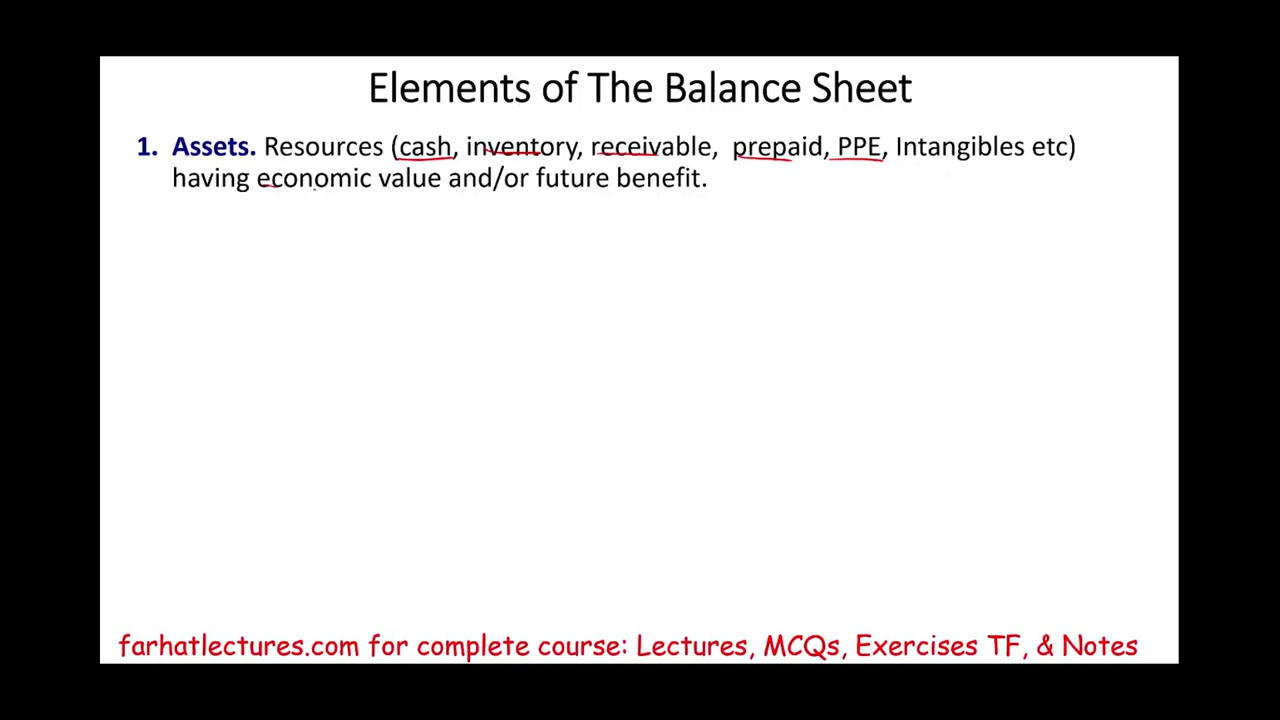 Elements of The Balance Sheet
1. Assets. Resources (cash, inventory, receivable, prepaid, PPE, Intangibles etc)
having economic value and/or future benefit.
farhatlectures.com for complete course: Lectures, MCQs, Exercises TF, & Notes